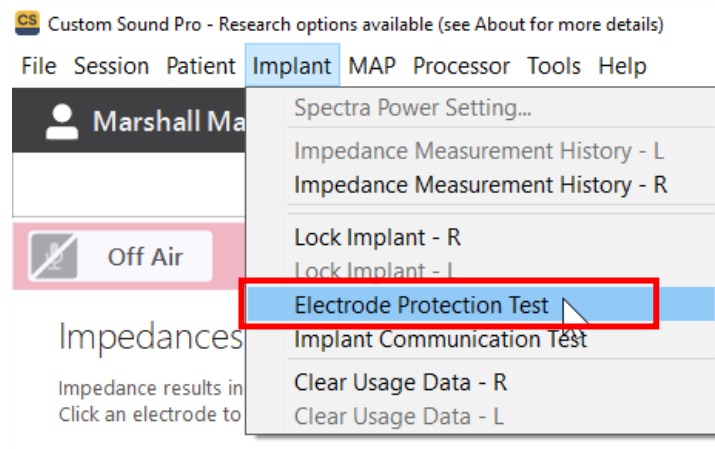 CS Custom Sound Pro - Research options available (see About for more details)
File Session Patient Implant MAP Processor Tools Help
Marshall Ma
Spectra Power Setting...
Impedance Measurement History - L
Impedance Measurement History - R
Off Air
Lock Implant - R
Lock Implant - L
Electrode Protection Test
Impedances
Implant Communication Test
Impedance results in
Clear Usage Data - R
Click an electrode to
Clear Usage Data - L